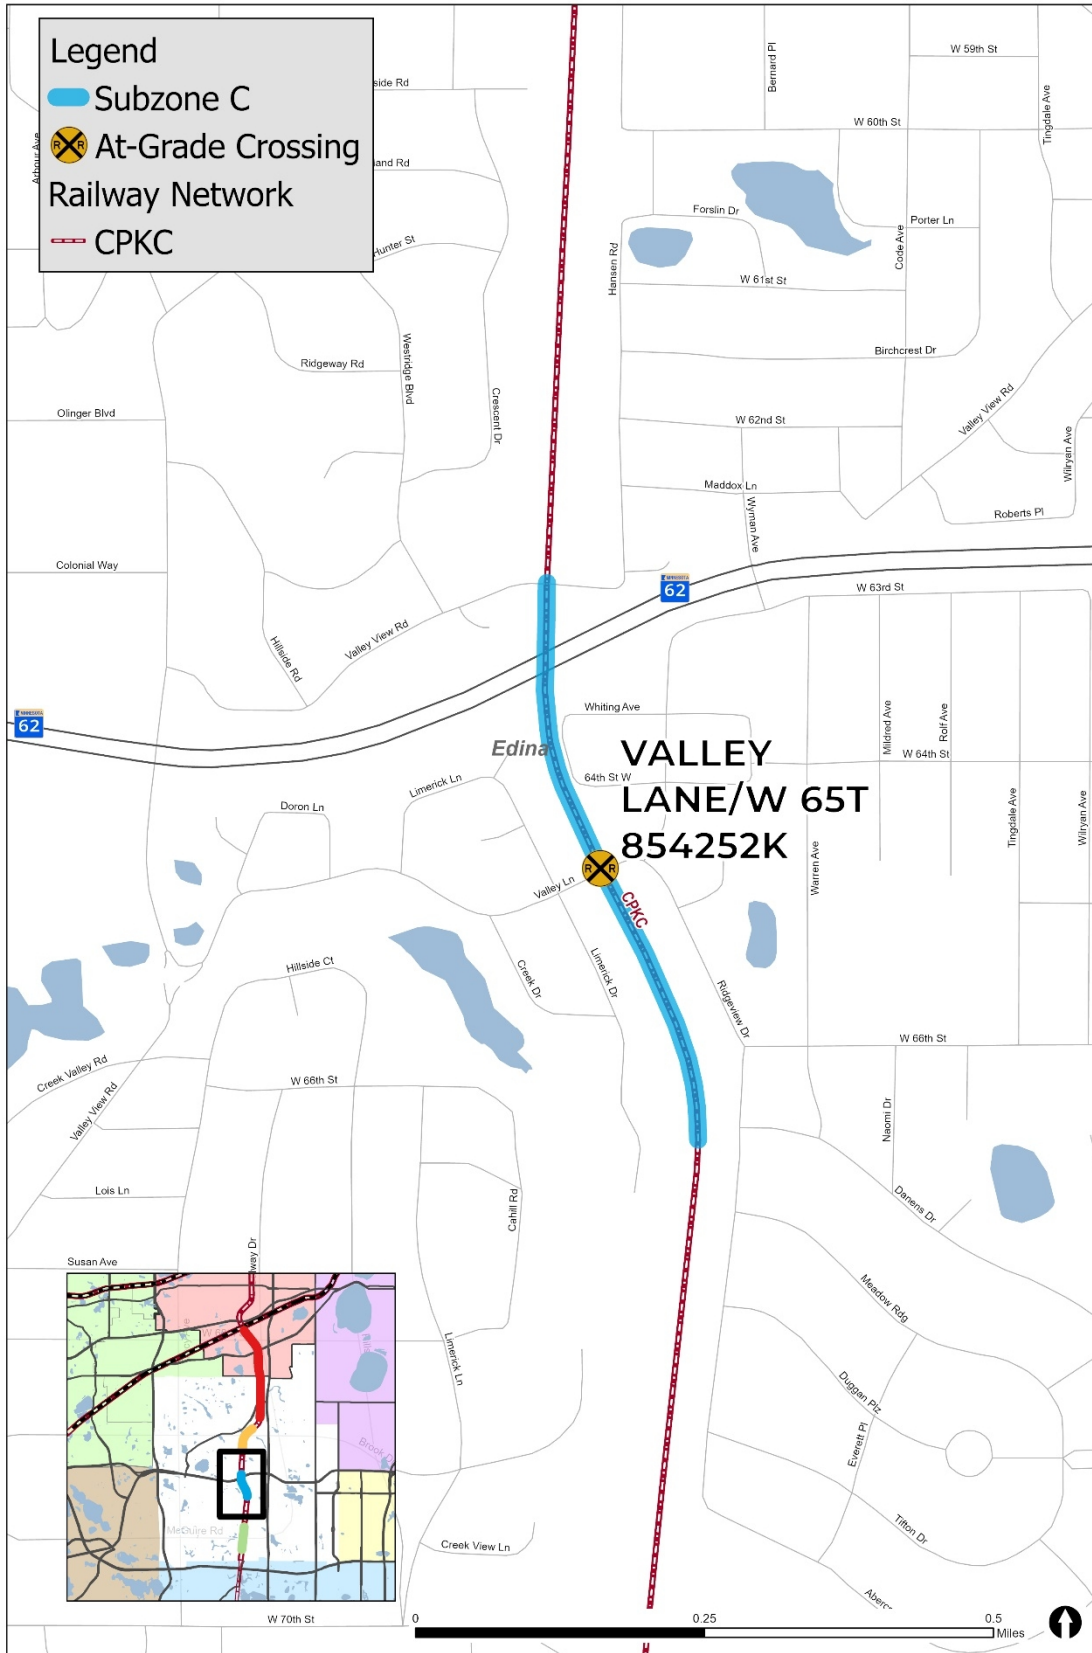 Legend
Subzone C
R R At-Grade Crossing
Railway Network
CPKC
side Rd
Arbour Ave
land Rd
Hunter St
Bernard Pl
W 59th St
Tingdale Ave
W 60th St
Forslin Dr
Porter Ln
Code Ave
Hansen Rd
W 61st St
Birchcrest Dr
Ridgeway Rd
Westridge Blvd
Crescent Dr
Olinger Blvd
W 62nd St
Valley View Rd
Wilryan Ave
Maddox Ln
Wyman Ave
Roberts Pl
Colonial Way
62
W 63rd St
Hillside Rd
Valley View Rd
62
Whiting Ave
Mildred Ave
Rolf Ave
Edina
VALLEY
LANE/W 65T
854252K
W 64th St
64th St W
Limerick Ln
Doron Ln
Tingdale Ave
Wilryan Ave
Warren Ave
R R
Valley Ln
CPKC
Limerick Dr
Creek Dr
Hillside Ct
Ridgeview Dr
W 66th St
Creek Valley Rd
W 66th St
Valley View Rd
Naomi Dr
Lois Ln
Cahill Rd
Danens Dr
Susan Ave
way Dr
Meadow Rdg
Limerick Ln
Duggan Plz
Everett Pl
Brook D
McGuire Rd
Tifton Dr
Creek View Ln
Aberc
W 70th St
0 0.25 0.5
Miles